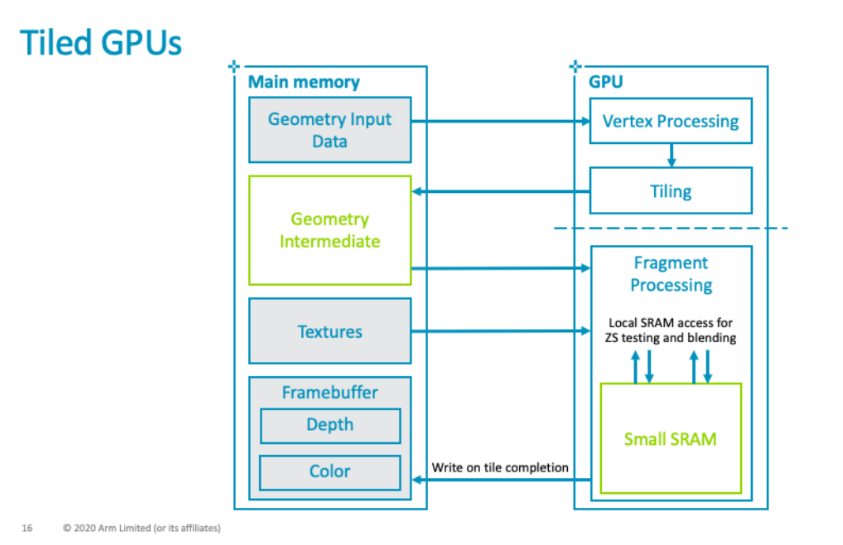 Tiled GPUs
Main memory
Geometry Input
Data
Geometry
Intermediate
Textures
Framebuffer
Depth
Color
GPU
Vertex Processing
Tiling
Fragment
Processing
Local SRAM access for
ZS testing and blending
Small SRAM
Write on tile completion
16 © 2020 Arm Limited (or its affiliates)